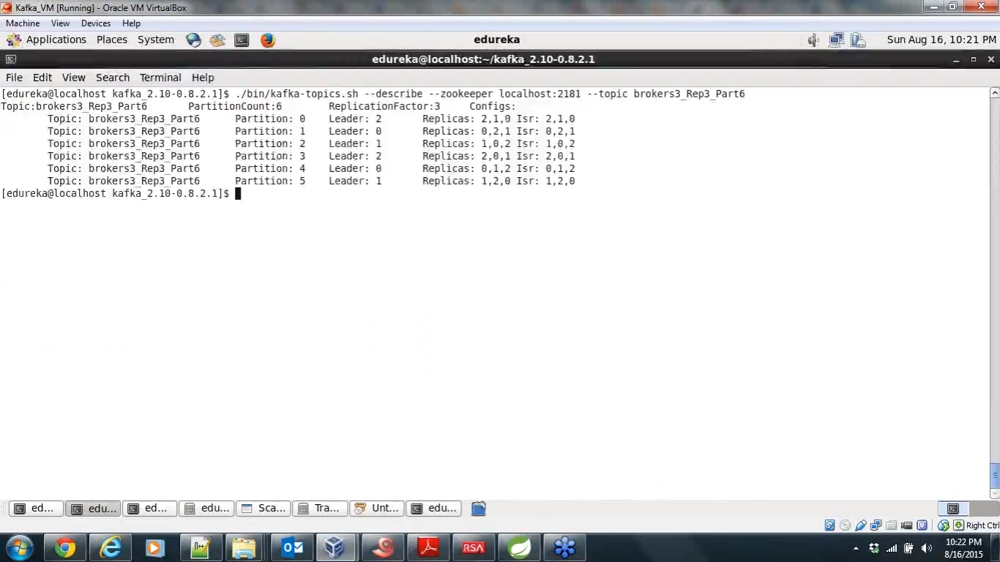 Kafka_VM [Running] - Oracle VM VirtualBox
Machine View Devices Help
Applications Places System edureka Sun Aug 16, 10:21 PM
edureka@localhost:~/kafka_2.10-0.8.2.1
File Edit View Search Terminal Help
[edureka@localhost kafka_2.10-0.8.2.1]$ ./bin/kafka-topics.sh --describe --zookeeper localhost:2181 --topic brokers3_Rep3_Part6
Topic:brokers3_Rep3_Part6 PartitionCount:6 ReplicationFactor:3 Configs:
Topic: brokers3_Rep3_Part6 Partition: 0 Leader: 2 Replicas: 2,1,0 Isr: 2,1,0
Topic: brokers3_Rep3_Part6 Partition: 1 Leader: 0 Replicas: 0,2,1 Isr: 0,2,1
Topic: brokers3_Rep3_Part6 Partition: 2 Leader: 1 Replicas: 1,0,2 Isr: 1,0,2
Topic: brokers3_Rep3_Part6 Partition: 3 Leader: 2 Replicas: 2,0,1 Isr: 2,0,1
Topic: brokers3_Rep3_Part6 Partition: 4 Leader: 0 Replicas: 0,1,2 Isr: 0,1,2
Topic: brokers3_Rep3_Part6 Partition: 5 Leader: 1 Replicas: 1,2,0 Isr: 1,2,0
[edureka@localhost kafka_2.10-0.8.2.1]$
ed... edu... ed... edu... Sca... Tra... Unt... edu...
Right Ctrl
RSA
10:22 PM
8/16/2015